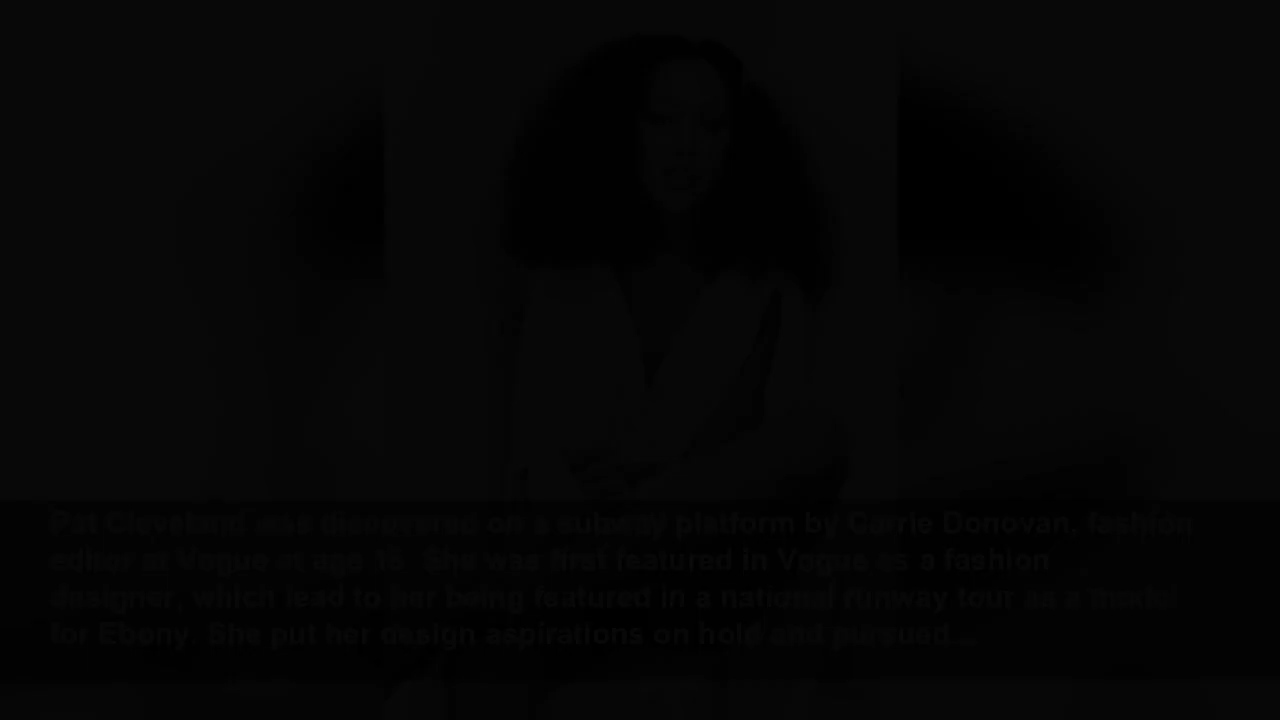 Pat Cleveland was discovered on a subway platform by Carrie Donovan, fashion
editor at Vogue at age 16. She was first featured in Vogue as a fashion
designer, which lead to her being featured in a national runway tour as a model
for Ebony. She put her design aspirations on hold and pursued...